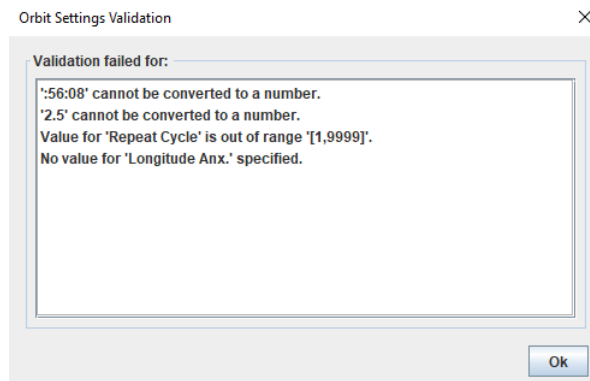 Orbit Settings Validation
Validation failed for:
':56:08' cannot be converted to a number.
'2.5' cannot be converted to a number.
Value for 'Repeat Cycle' is out of range '[1,9999]'.
No value for 'Longitude Anx.' specified.
Ok